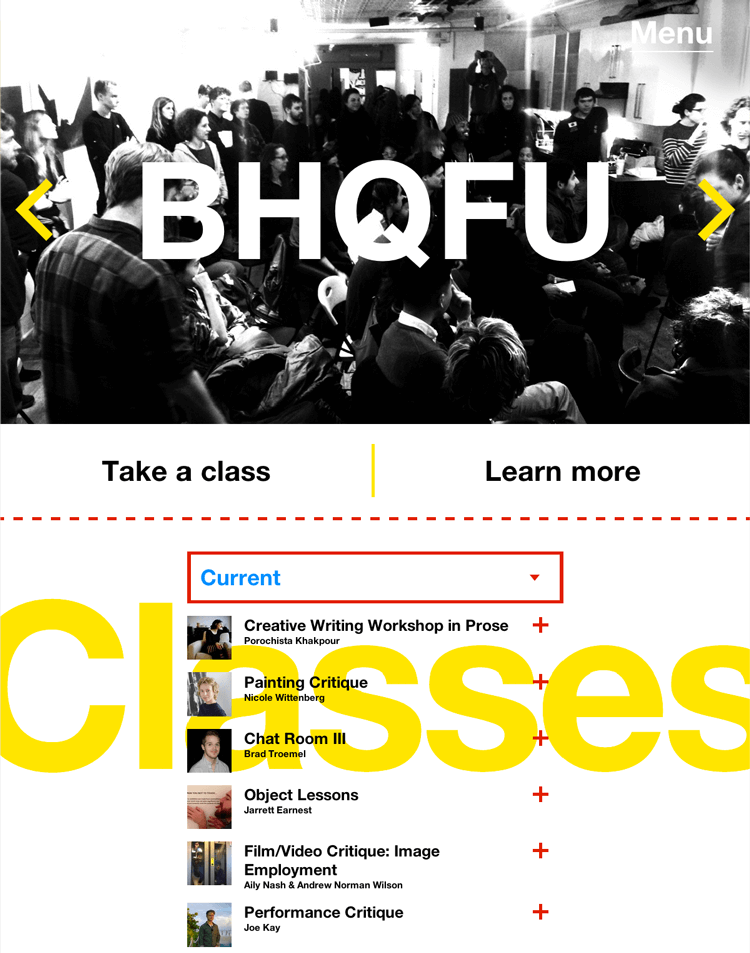 Menu
BHQFU
Take a class
Learn more
Current
Classes
Creative Writing Workshop in Prose
Porochista Khakpour
Painting Critique
Nicole Wittenberg
Chat Room III
Brad Troemel
Object Lessons
Jarrett Earnest
Film/Video Critique: Image
Employment
Aily Nash & Andrew Norman Wilson
Performance Critique
Joe Kay